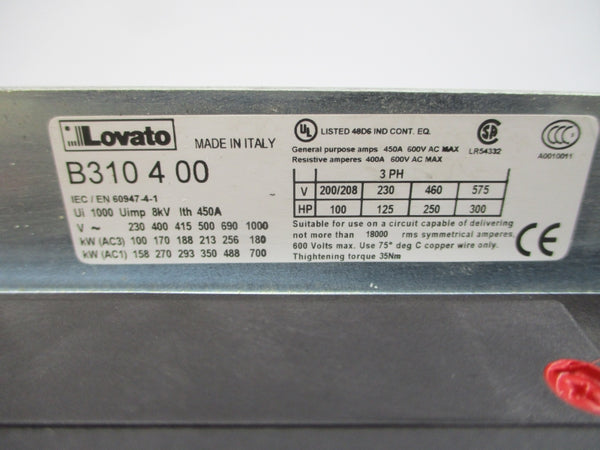 Lovato
MADE IN ITALY
B310 4 00
IEC / EN 60947-4-1
Ui 1000 Uimp 8kV Ith 450A
V ~ 230 400 415 500 690 1000
kW (AC3) 100 170 188 213 256 180
kW (AC1) 158 270 293 350 488 700
UL LISTED 48D6 IND CONT. EQ.
General purpose amps 450A 600V AC MAX
Resistive amperes 400A 600V AC MAX
3 PH
V 200/208 230 460 575
HP 100 125 250 300
Suitable for use on a circuit capable of delivering
not more than 18000 rms symmetrical amperes,
600 Volts max. Use 75° deg C copper wire only.
Thightening torque 35Nm
LR54332
CCC
A0010011
CE